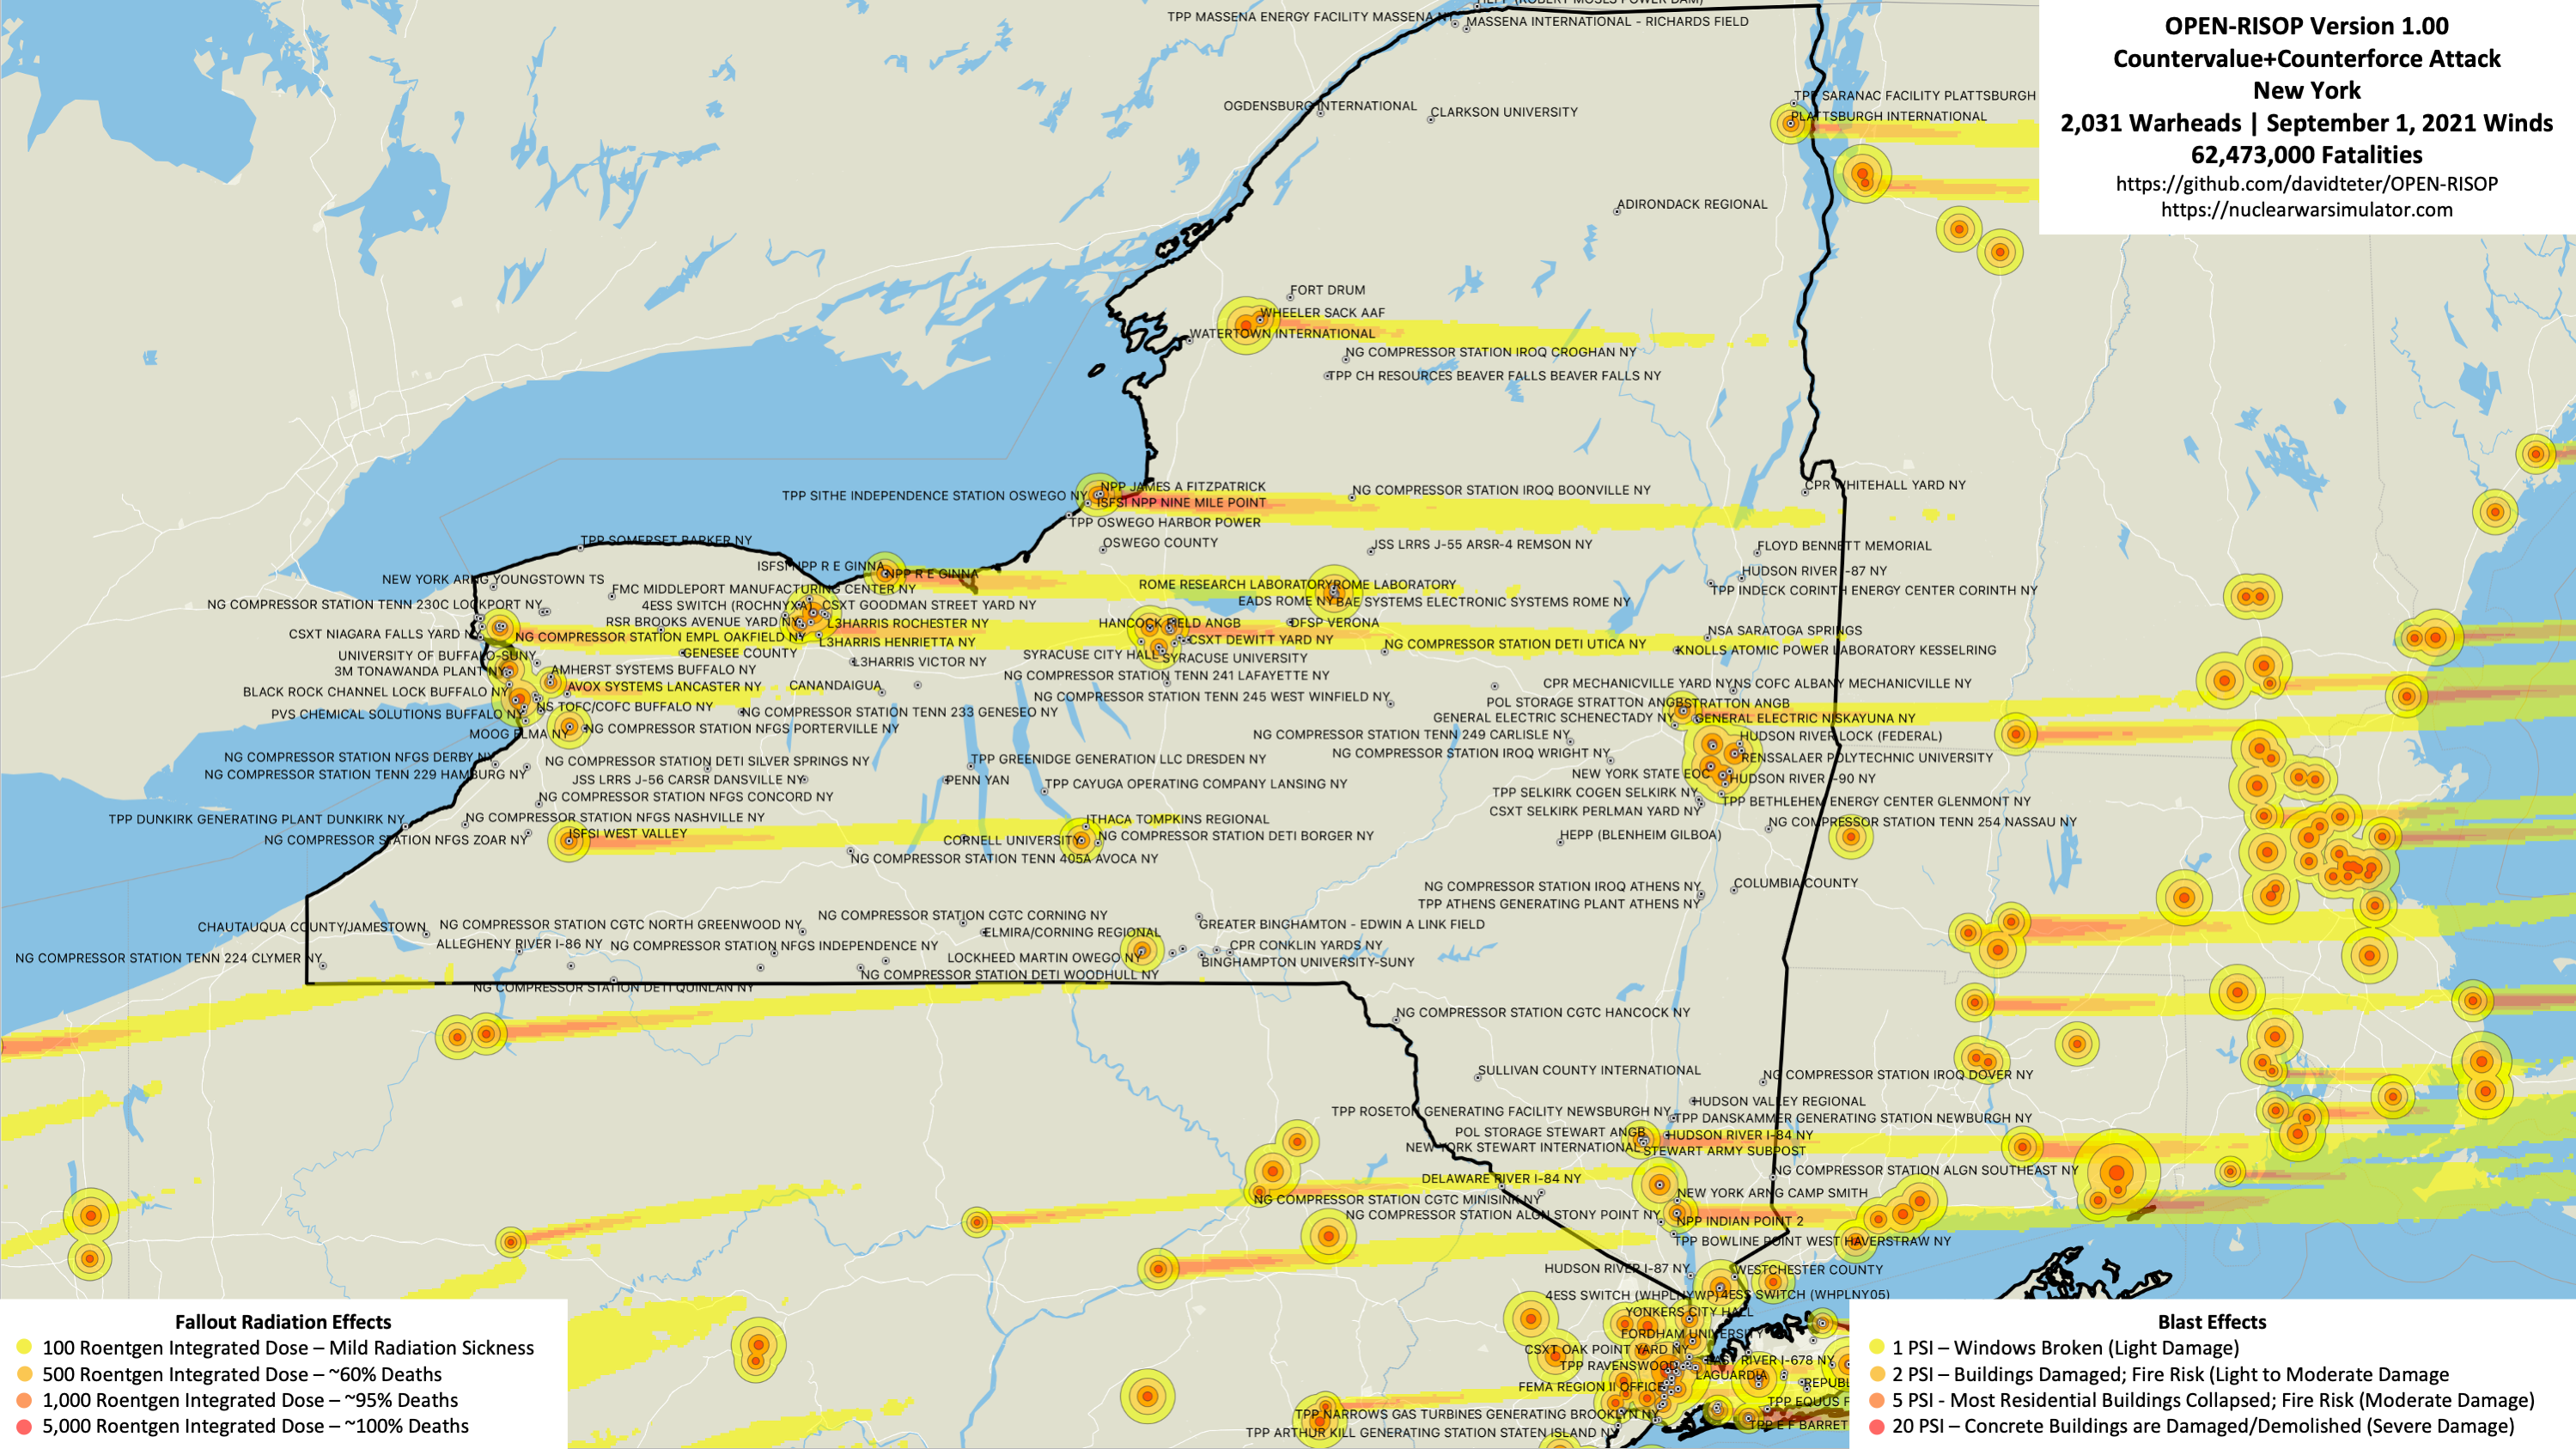 HEPP (ROBERT MOSES POWER DAM)
TPP MASSENA ENERGY FACILITY MASSENA NY
MASSENA INTERNATIONAL - RICHARDS FIELD
OPEN-RISOP Version 1.00
Countervalue+Counterforce Attack
New York
2,031 Warheads | September 1, 2021 Winds
62,473,000 Fatalities
https://github.com/davidteter/OPEN-RISOP
https://nuclearwarsimulator.com
OGDENSBURG INTERNATIONAL
CLARKSON UNIVERSITY
TPP SARANAC FACILITY PLATTSBURGH
PLATTSBURGH INTERNATIONAL
ADIRONDACK REGIONAL
FORT DRUM
WHEELER SACK AAF
WATERTOWN INTERNATIONAL
NG COMPRESSOR STATION IROQ CROGHAN NY
TPP CH RESOURCES BEAVER FALLS BEAVER FALLS NY
NPP JAMES A FITZPATRICK
TPP SITHE INDEPENDENCE STATION OSWEGO NY
ISFSI NPP NINE MILE POINT
NG COMPRESSOR STATION IROQ BOONVILLE NY
CPR WHITEHALL YARD NY
TPP OSWEGO HARBOR POWER
OSWEGO COUNTY
JSS LRRS J-55 ARSR-4 REMSON NY
FLOYD BENNETT MEMORIAL
TPP SOMERSET BARKER NY
ISFSI NPP R E GINNA
NPP R E GINNA
HUDSON RIVER I-87 NY
TPP INDECK CORINTH ENERGY CENTER CORINTH NY
NEW YORK ARNG YOUNGSTOWN TS
FMC MIDDLEPORT MANUFACTURING CENTER NY
ROME RESEARCH LABORATORY
ROME LABORATORY
NG COMPRESSOR STATION TENN 230C LOCKPORT NY
4ESS SWITCH (ROCHNYXA)
CSXT GOODMAN STREET YARD NY
EADS ROME NY
BAE SYSTEMS ELECTRONIC SYSTEMS ROME NY
RSR BROOKS AVENUE YARD NY
L3HARRIS ROCHESTER NY
HANCOCK FIELD ANGB
DFSP VERONA
CSXT NIAGARA FALLS YARD NY
NG COMPRESSOR STATION EMPL OAKFIELD NY
L3HARRIS HENRIETTA NY
CSXT DEWITT YARD NY
NG COMPRESSOR STATION DETI UTICA NY
NSA SARATOGA SPRINGS
KNOLLS ATOMIC POWER LABORATORY KESSELRING
UNIVERSITY OF BUFFALO-SUNY
GENESEE COUNTY
L3HARRIS VICTOR NY
SYRACUSE CITY HALL
SYRACUSE UNIVERSITY
3M TONAWANDA PLANT NY
AMHERST SYSTEMS BUFFALO NY
NG COMPRESSOR STATION TENN 241 LAFAYETTE NY
BLACK ROCK CHANNEL LOCK BUFFALO NY
AVOX SYSTEMS LANCASTER NY
CANANDAIGUA
NG COMPRESSOR STATION TENN 245 WEST WINFIELD NY
CPR MECHANICVILLE YARD NY
NS COFC ALBANY MECHANICVILLE NY
PVS CHEMICAL SOLUTIONS BUFFALO NY
NS TOFC/COFC BUFFALO NY
NG COMPRESSOR STATION TENN 233 GENESEO NY
POL STORAGE STRATTON ANGB
STRATTON ANGB
GENERAL ELECTRIC SCHENECTADY NY
GENERAL ELECTRIC NISKAYUNA NY
MOOG ELMA NY
NG COMPRESSOR STATION NFGS PORTERVILLE NY
NG COMPRESSOR STATION TENN 249 CARLISLE NY
HUDSON RIVER LOCK (FEDERAL)
NG COMPRESSOR STATION NFGS DERBY NY
NG COMPRESSOR STATION DETI SILVER SPRINGS NY
TPP GREENIDGE GENERATION LLC DRESDEN NY
NG COMPRESSOR STATION IROQ WRIGHT NY
RENSSALAER POLYTECHNIC UNIVERSITY
NG COMPRESSOR STATION TENN 229 HAMBURG NY
JSS LRRS J-56 CARSR DANSVILLE NY
PENN YAN
TPP CAYUGA OPERATING COMPANY LANSING NY
NEW YORK STATE EOC
HUDSON RIVER I-90 NY
NG COMPRESSOR STATION NFGS CONCORD NY
TPP SELKIRK COGEN SELKIRK NY
TPP BETHLEHEM ENERGY CENTER GLENMONT NY
TPP DUNKIRK GENERATING PLANT DUNKIRK NY
NG COMPRESSOR STATION NFGS NASHVILLE NY
ITHACA TOMPKINS REGIONAL
CSXT SELKIRK PERLMAN YARD NY
NG COMPRESSOR STATION TENN 254 NASSAU NY
NG COMPRESSOR STATION NFGS ZOAR NY
ISFSI WEST VALLEY
CORNELL UNIVERSITY
NG COMPRESSOR STATION DETI BORGER NY
HEPP (BLENHEIM GILBOA)
NG COMPRESSOR STATION TENN 405A AVOCA NY
NG COMPRESSOR STATION IROQ ATHENS NY
COLUMBIA COUNTY
TPP ATHENS GENERATING PLANT ATHENS NY
CHAUTAUQUA COUNTY/JAMESTOWN
NG COMPRESSOR STATION CGTC NORTH GREENWOOD NY
NG COMPRESSOR STATION CGTC CORNING NY
ELMIRA/CORNING REGIONAL
GREATER BINGHAMTON - EDWIN A LINK FIELD
ALLEGHENY RIVER I-86 NY
NG COMPRESSOR STATION NFGS INDEPENDENCE NY
CPR CONKLIN YARDS NY
NG COMPRESSOR STATION TENN 224 CLYMER NY
LOCKHEED MARTIN OWEGO NY
BINGHAMPTON UNIVERSITY-SUNY
NG COMPRESSOR STATION DETI WOODHULL NY
NG COMPRESSOR STATION DETI QUINLAN NY
NG COMPRESSOR STATION CGTC HANCOCK NY
SULLIVAN COUNTY INTERNATIONAL
NG COMPRESSOR STATION IROQ DOVER NY
HUDSON VALLEY REGIONAL
TPP ROSETON GENERATING FACILITY NEWSBURGH NY
TPP DANSKAMMER GENERATING STATION NEWBURGH NY
POL STORAGE STEWART ANGB
HUDSON RIVER I-84 NY
NEW YORK STEWART INTERNATIONAL
STEWART ARMY SUBPOST
NG COMPRESSOR STATION ALGN SOUTHEAST NY
DELAWARE RIVER I-84 NY
NG COMPRESSOR STATION CGTC MINISINK NY
NEW YORK ARNG CAMP SMITH
NG COMPRESSOR STATION ALGN STONY POINT NY
NPP INDIAN POINT 2
TPP BOWLINE POINT WEST HAVERSTRAW NY
HUDSON RIVER I-87 NY
WESTCHESTER COUNTY
4ESS SWITCH (WHPLNYWP)
4ESS SWITCH (WHPLNY05)
YONKERS CITY HALL
FORDHAM UNIVERSITY
CSXT OAK POINT YARD NY
TPP RAVENSWOOD
EAST RIVER I-678 NY
LAGUARDIA
FEMA REGION II OFFICE
REPUBL
TPP EQUUS F
TPP NARROWS GAS TURBINES GENERATING BROOKLYN NY
TPP E F BARRET
TPP ARTHUR KILL GENERATING STATION STATEN ISLAND NY
Fallout Radiation Effects
100 Roentgen Integrated Dose – Mild Radiation Sickness
500 Roentgen Integrated Dose – ~60% Deaths
1,000 Roentgen Integrated Dose – ~95% Deaths
5,000 Roentgen Integrated Dose – ~100% Deaths
Blast Effects
1 PSI – Windows Broken (Light Damage)
2 PSI – Buildings Damaged; Fire Risk (Light to Moderate Damage
5 PSI - Most Residential Buildings Collapsed; Fire Risk (Moderate Damage)
20 PSI – Concrete Buildings are Damaged/Demolished (Severe Damage)